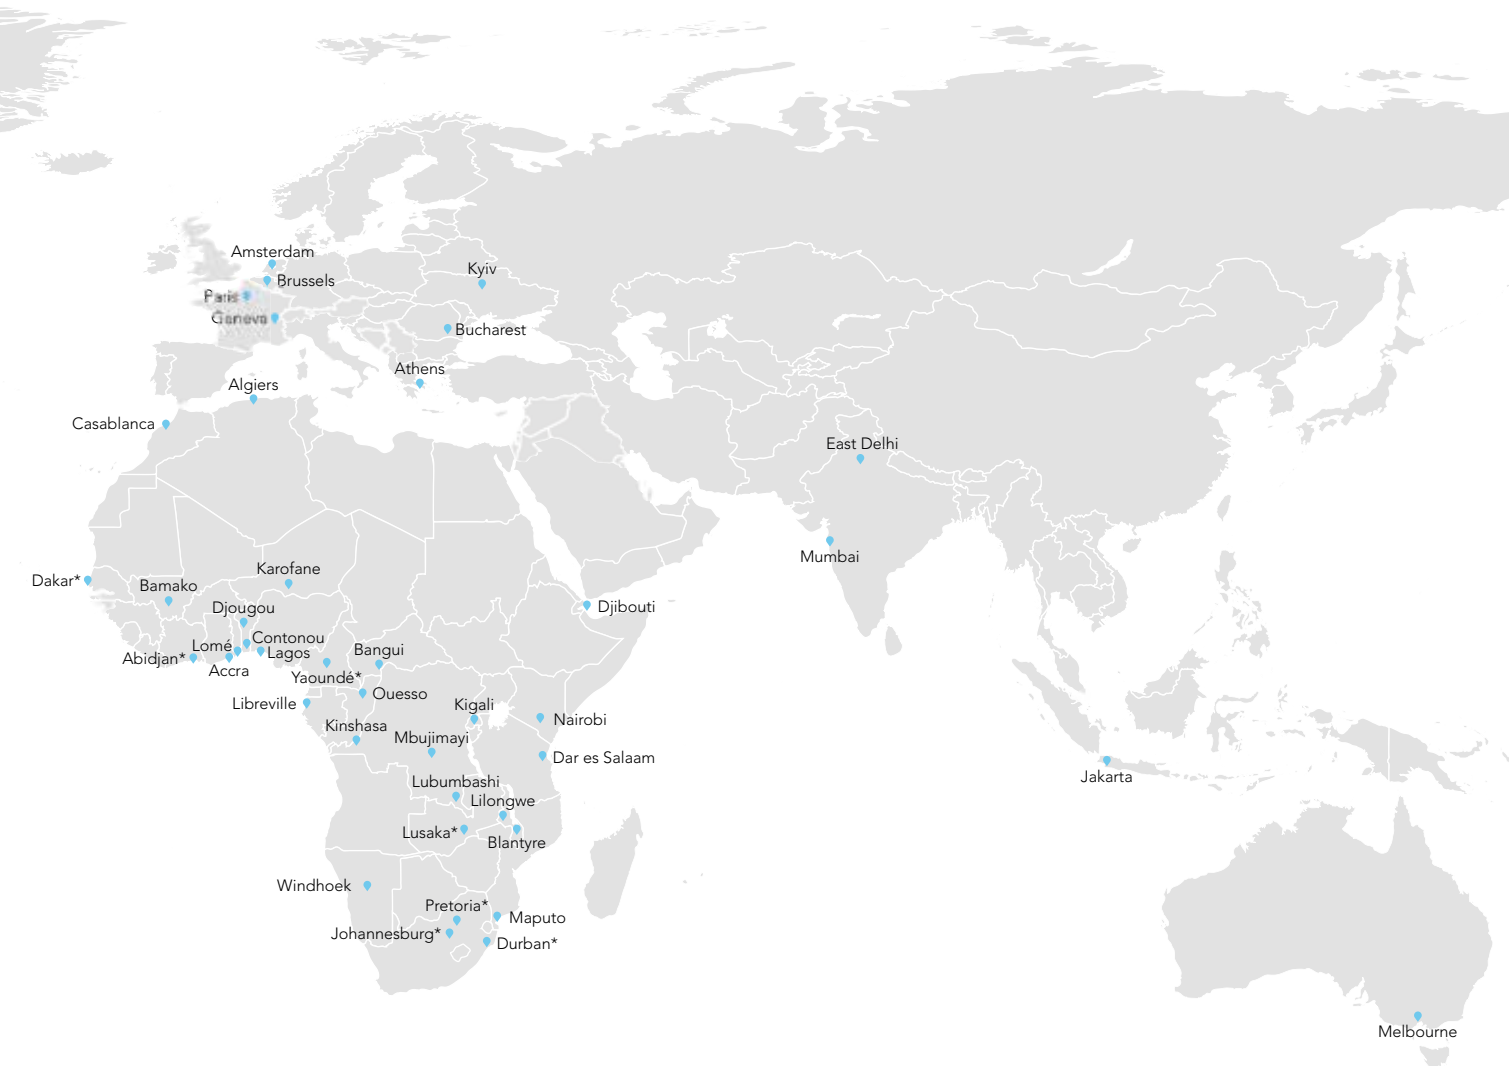 Amsterdam
Kyiv
Brussels
Paris
Geneva
Bucharest
Athens
Algiers
Casablanca
East Delhi
Mumbai
Karofane
Dakar*
Bamako
Djougou
Djibouti
Contonou
Lomé
Lagos
Abidjan*
Bangui
Accra
Yaoundé*
Ouesso
Libreville
Kigali
Nairobi
Kinshasa
Mbujimayi
Dar es Salaam
Jakarta
Lubumbashi
Lilongwe
Lusaka*
Blantyre
Windhoek
Pretoria*
Maputo
Johannesburg*
Durban*
Melbourne